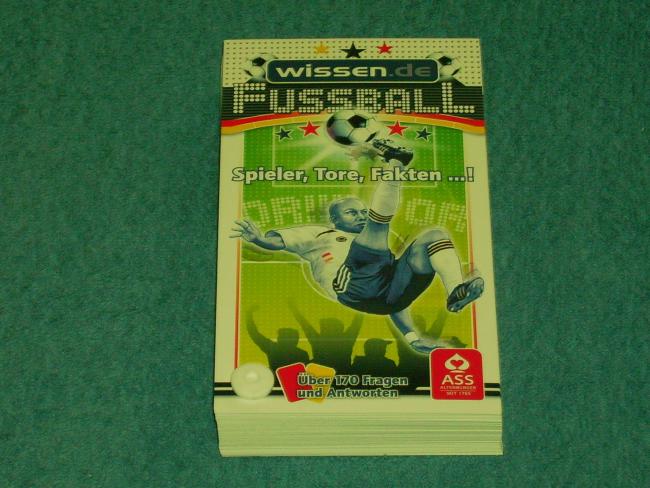 wissen.de
FUSSBALL
Spieler, Tore, Fakten ...!
Über 170 Fragen
und Antworten
ASS
ALTENBURGER
SEIT 1765